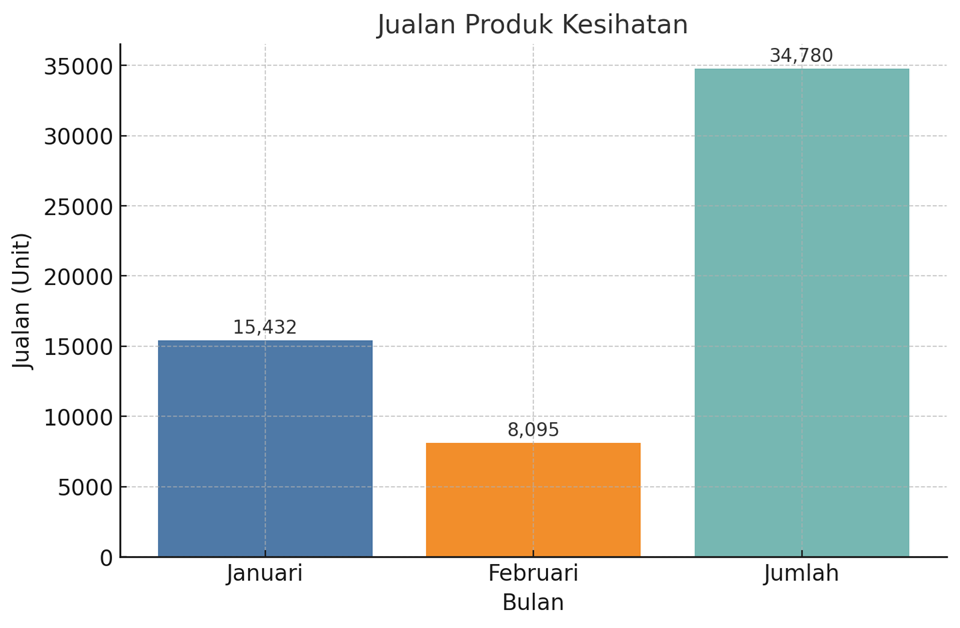 Jualan Produk Kesihatan
Jualan (Unit)
35000
30000
25000
20000
15000
10000
5000
0
15,432
8,095
34,780
Januari
Februari
Jumlah
Bulan